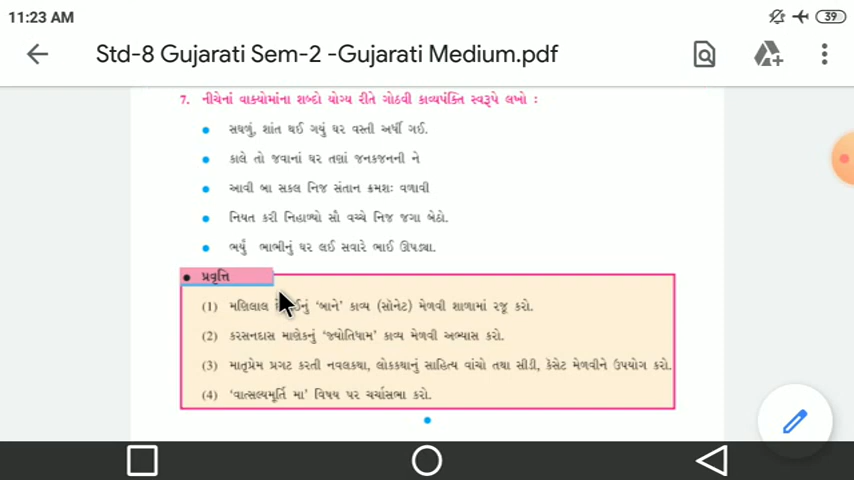 11:23 AM
39
Std-8 Gujarati Sem-2 -Gujarati Medium.pdf
7. નીચેનાં વાક્યોમાંના શબ્દો યોગ્ય રીતે ગોઠવી કાવ્યપંક્તિ સ્વરૂપે લખો :
• સઘળું, શાંત થઈ ગયું ઘર વસ્તી અર્ધી ગઈ.
• કાલે તો જવાનાં ઘર તણાં જનકજનની ને
• આવી બા સકલ નિજ સંતાન ક્રમશઃ વળાવી
• નિયત કરી નિહાળ્યો સૌ વચ્ચે નિજ જગા બેઠો.
• ભર્યું ભાભીનું ઘર લઈ સવારે ભાઈ ઊપડ્યા.
• પ્રવૃત્તિ
(1) મણિલાલ 'બાને' કાવ્ય (સોનેટ) મેળવી શાળામાં રજૂ કરો.
(2) કરસનદાસ માણેકનું 'જ્યોતિધામ' કાવ્ય મેળવી અભ્યાસ કરો.
(3) માતૃપ્રેમ પ્રગટ કરતી નવલકથા, લોકકથાનું સાહિત્ય વાંચો તથા સીડી, કૅસેટ મેળવીને ઉપયોગ કરો.
(4) 'વાત્સલ્યમૂર્તિ મા' વિષય પર ચર્ચાસભા કરો.